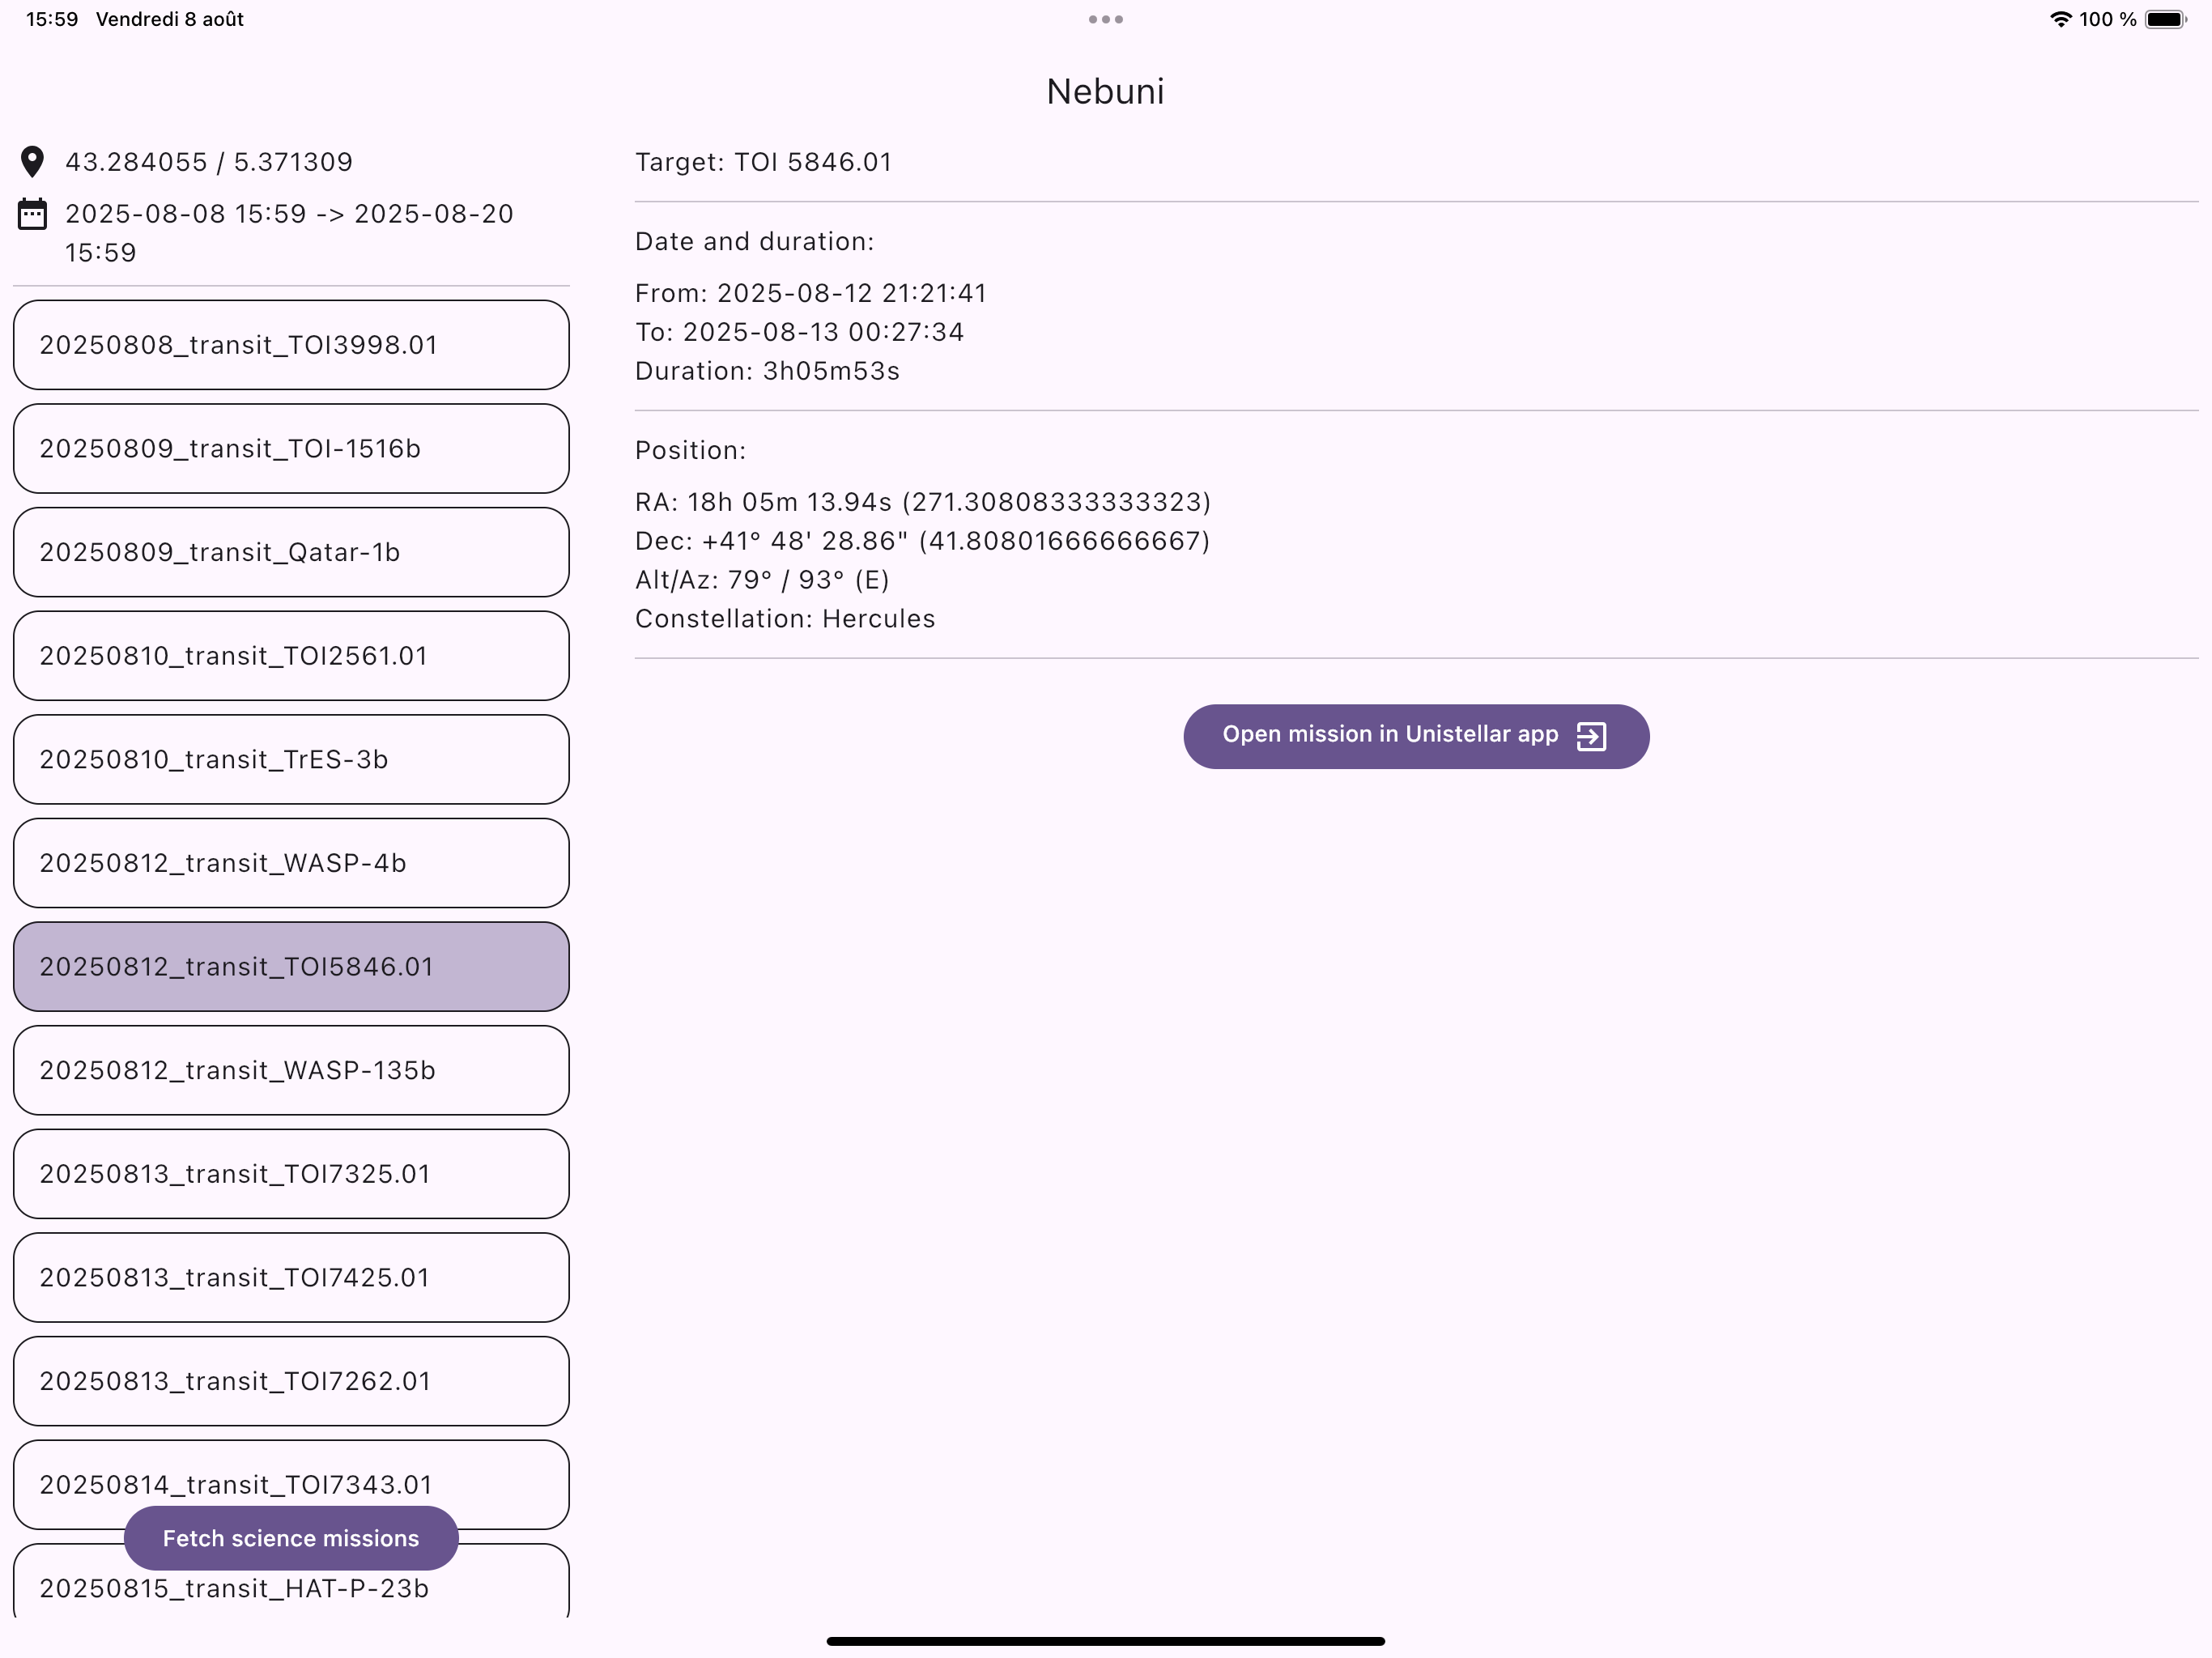 15:59 Vendredi 8 août
100 %
Nebuni
43.284055 / 5.371309
2025-08-08 15:59 -> 2025-08-20
15:59
20250808_transit_TOI3998.01
20250809_transit_TOI-1516b
20250809_transit_Qatar-1b
20250810_transit_TOI2561.01
20250810_transit_TrES-3b
20250812_transit_WASP-4b
20250812_transit_TOI5846.01
20250812_transit_WASP-135b
20250813_transit_TOI7325.01
20250813_transit_TOI7425.01
20250813_transit_TOI7262.01
20250814_transit_TOI7343.01
Fetch science missions
20250815_transit_HAT-P-23b
Target: TOI 5846.01
Date and duration:
From: 2025-08-12 21:21:41
To: 2025-08-13 00:27:34
Duration: 3h05m53s
Position:
RA: 18h 05m 13.94s (271.30808333333323)
Dec: +41° 48' 28.86" (41.80801666666667)
Alt/Az: 79° / 93° (E)
Constellation: Hercules
Open mission in Unistellar app